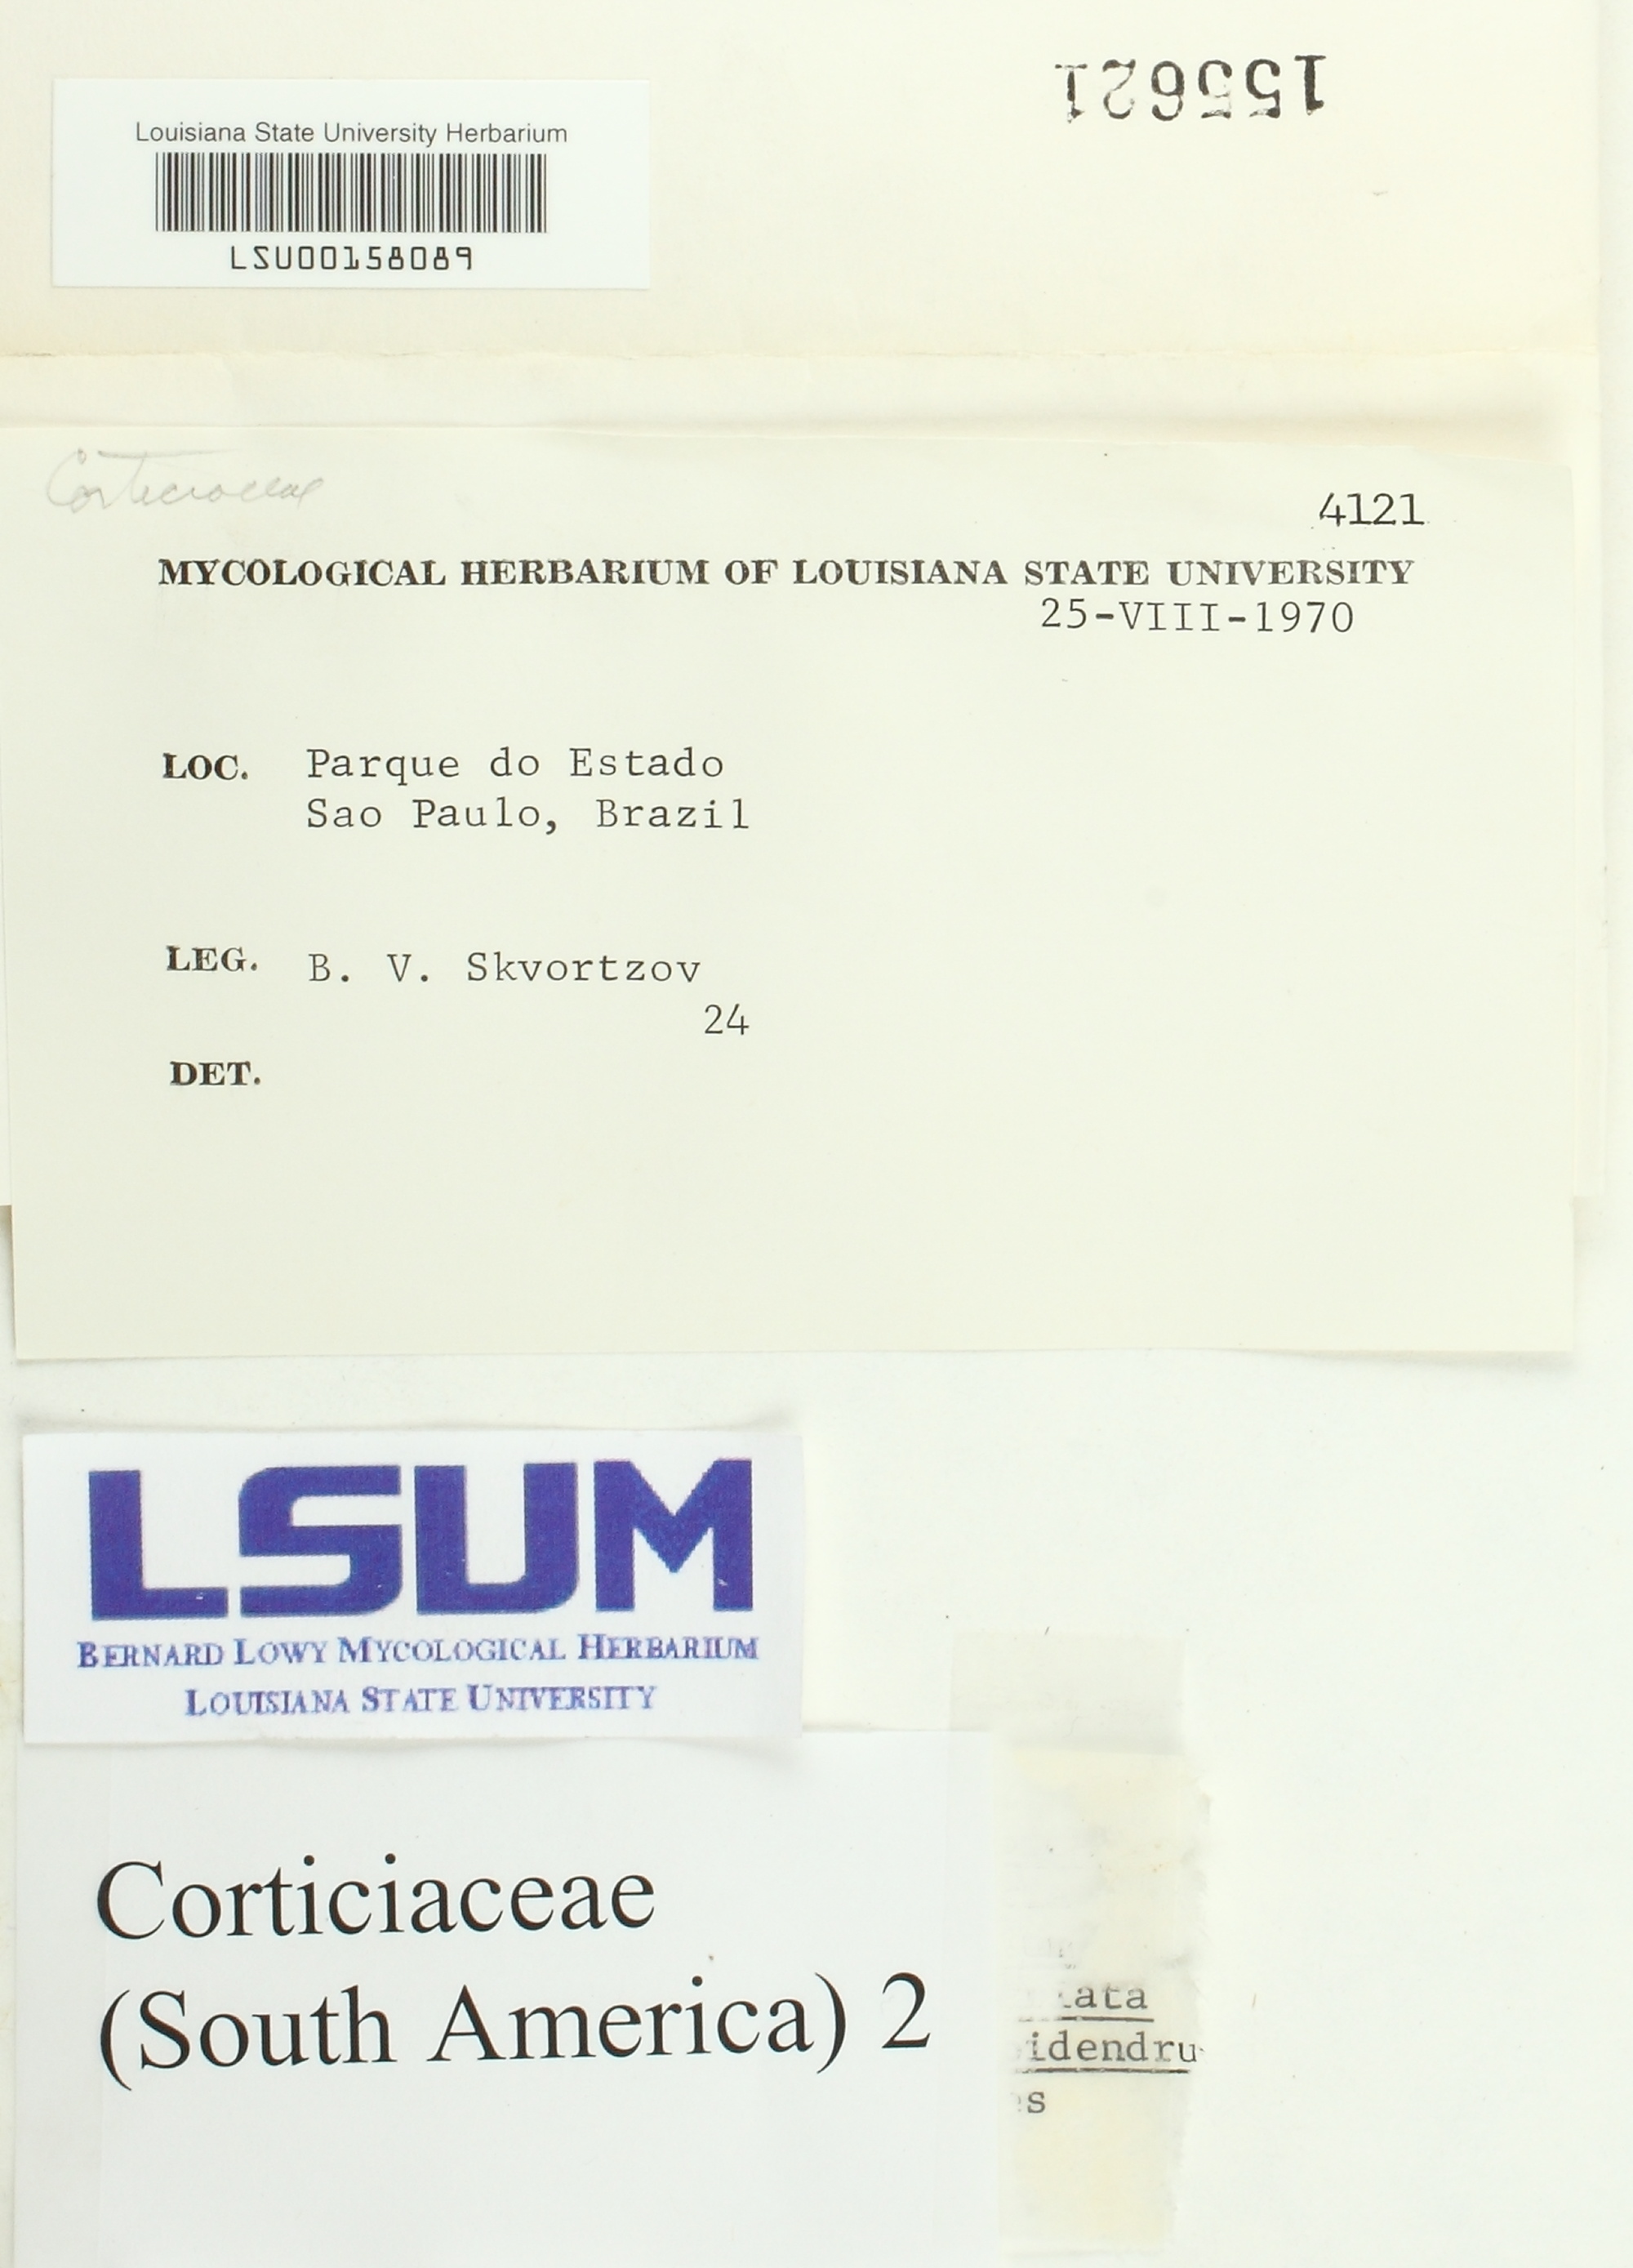 155621
Louisiana State University Herbarium
LSU00158089
Corticiaceae
4121
MYCOLOGICAL HERBARIUM OF LOUISIANA STATE UNIVERSITY
25-VIII-1970
LOC. Parque do Estado
Sao Paulo, Brazil
LEG. B. V. Skvortzov
24
DET.
LSUM
BERNARD LOWY MYCOLOGICAL HERBARIUM
LOUISIANA STATE UNIVERSITY
Corticiaceae
(South America) 2
ata
idendru
s